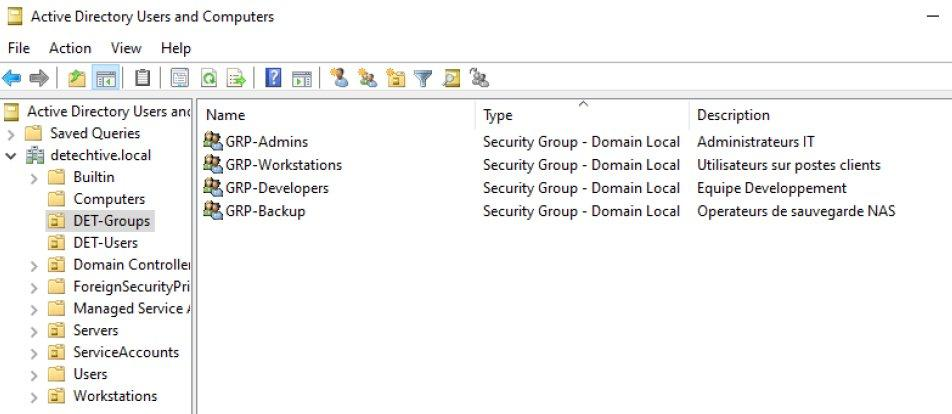 Active Directory Users and Computers
File Action View Help
Active Directory Users and
Saved Queries
detechtive.local
Builtin
Computers
DET-Groups
DET-Users
Domain Controller
ForeignSecurityPri
Managed Service A
Servers
ServiceAccounts
Users
Workstations
Name Type Description
GRP-Admins Security Group - Domain Local Administrateurs IT
GRP-Workstations Security Group - Domain Local Utilisateurs sur postes clients
GRP-Developers Security Group - Domain Local Equipe Developpement
GRP-Backup Security Group - Domain Local Operateurs de sauvegarde NAS